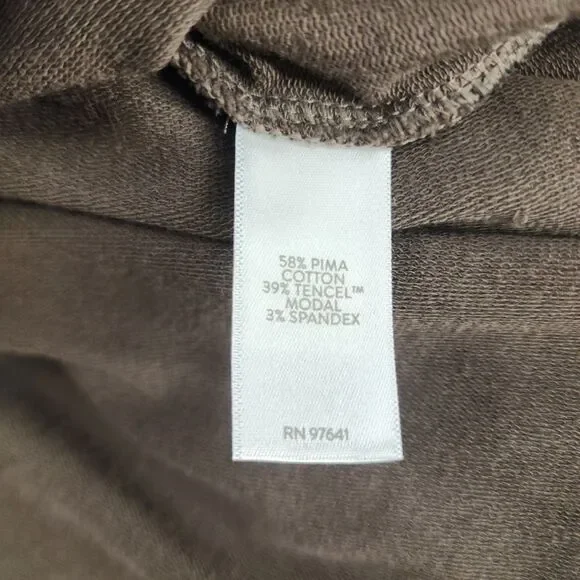 58% PIMA
COTTON
39% TENCEL™
MODAL
3% SPANDEX
RN 97641